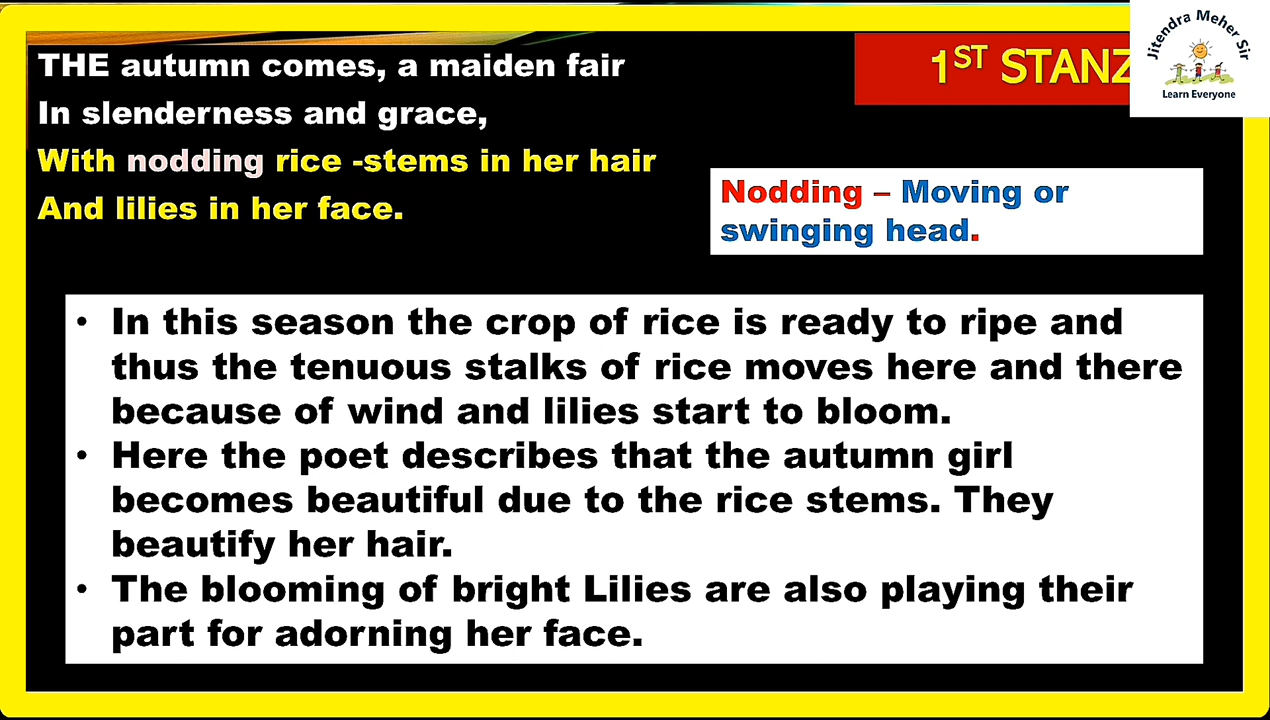 THE autumn comes, a maiden fair
In slenderness and grace,
With nodding rice -stems in her hair
And lilies in her face.
1ST STANZ
Jitendra Meher Sir
Learn Everyone
Nodding – Moving or
swinging head.
• In this season the crop of rice is ready to ripe and
thus the tenuous stalks of rice moves here and there
because of wind and lilies start to bloom.
• Here the poet describes that the autumn girl
becomes beautiful due to the rice stems. They
beautify her hair.
• The blooming of bright Lilies are also playing their
part for adorning her face.